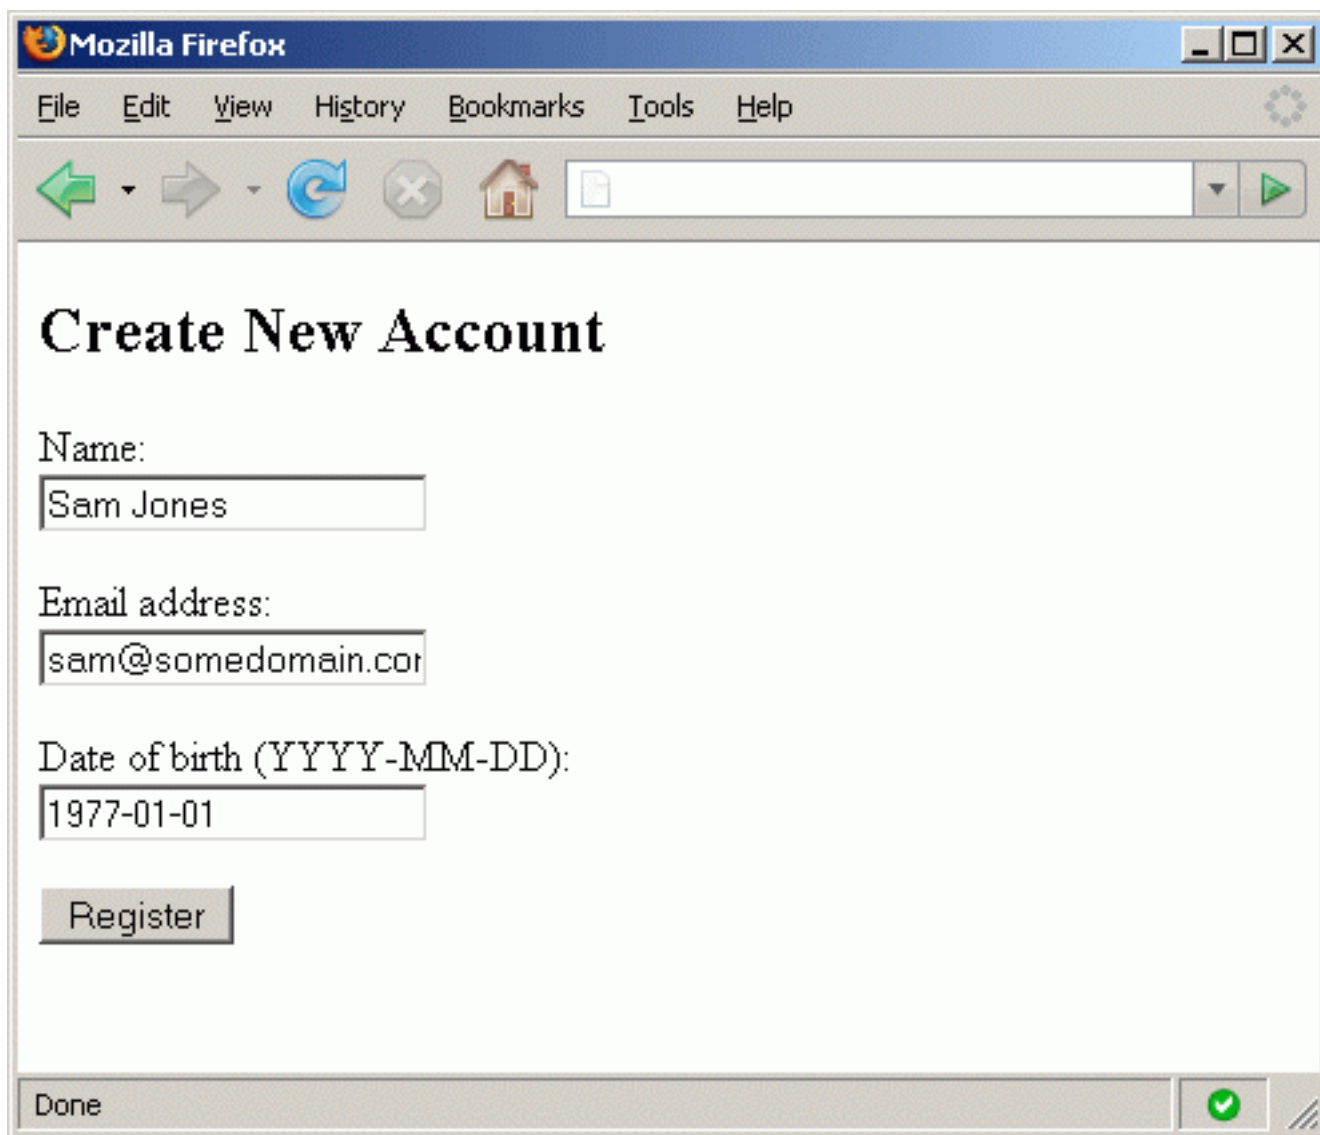 Mozilla Firefox
File Edit View History Bookmarks Tools Help
Create New Account
Name:
Sam Jones
Email address:
sam@somedomain.cor
Date of birth (YYYY-MM-DD):
1977-01-01
Register
Done